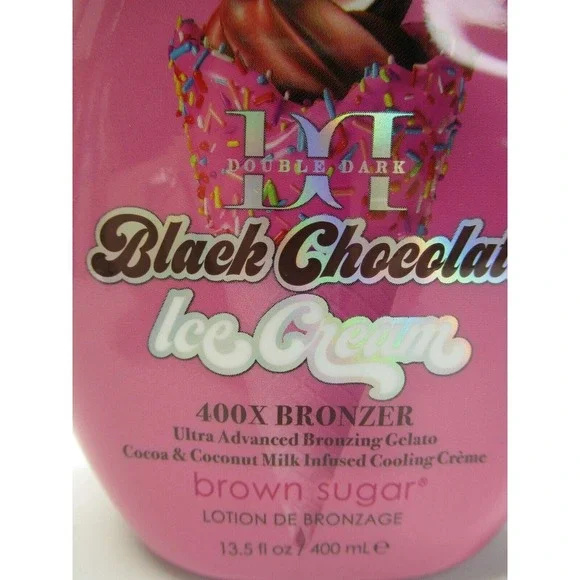 DD
DOUBLE DARK
Black Chocolat
Ice Cream
400X BRONZER
Ultra Advanced Bronzing Gelato
Cocoa & Coconut Milk Infused Cooling Crème
brown sugar®
LOTION DE BRONZAGE
13.5 fl oz / 400 mL ℮